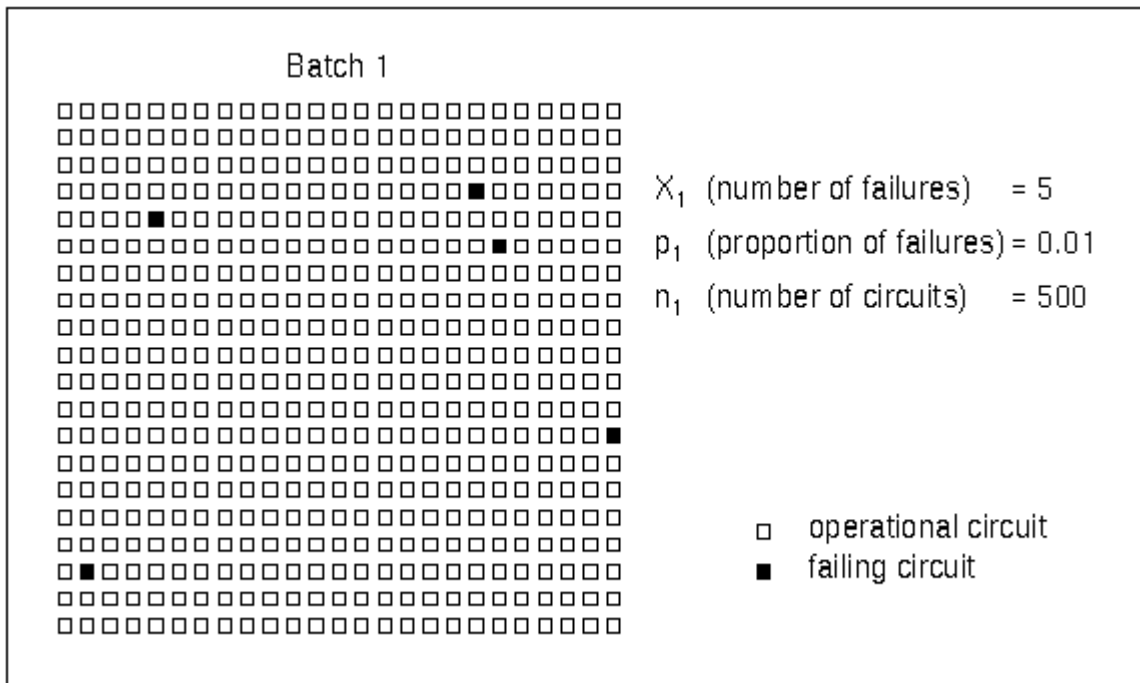 Batch 1
X₁ (number of failures) = 5
p₁ (proportion of failures) = 0.01
n₁ (number of circuits) = 500
operational circuit
failing circuit